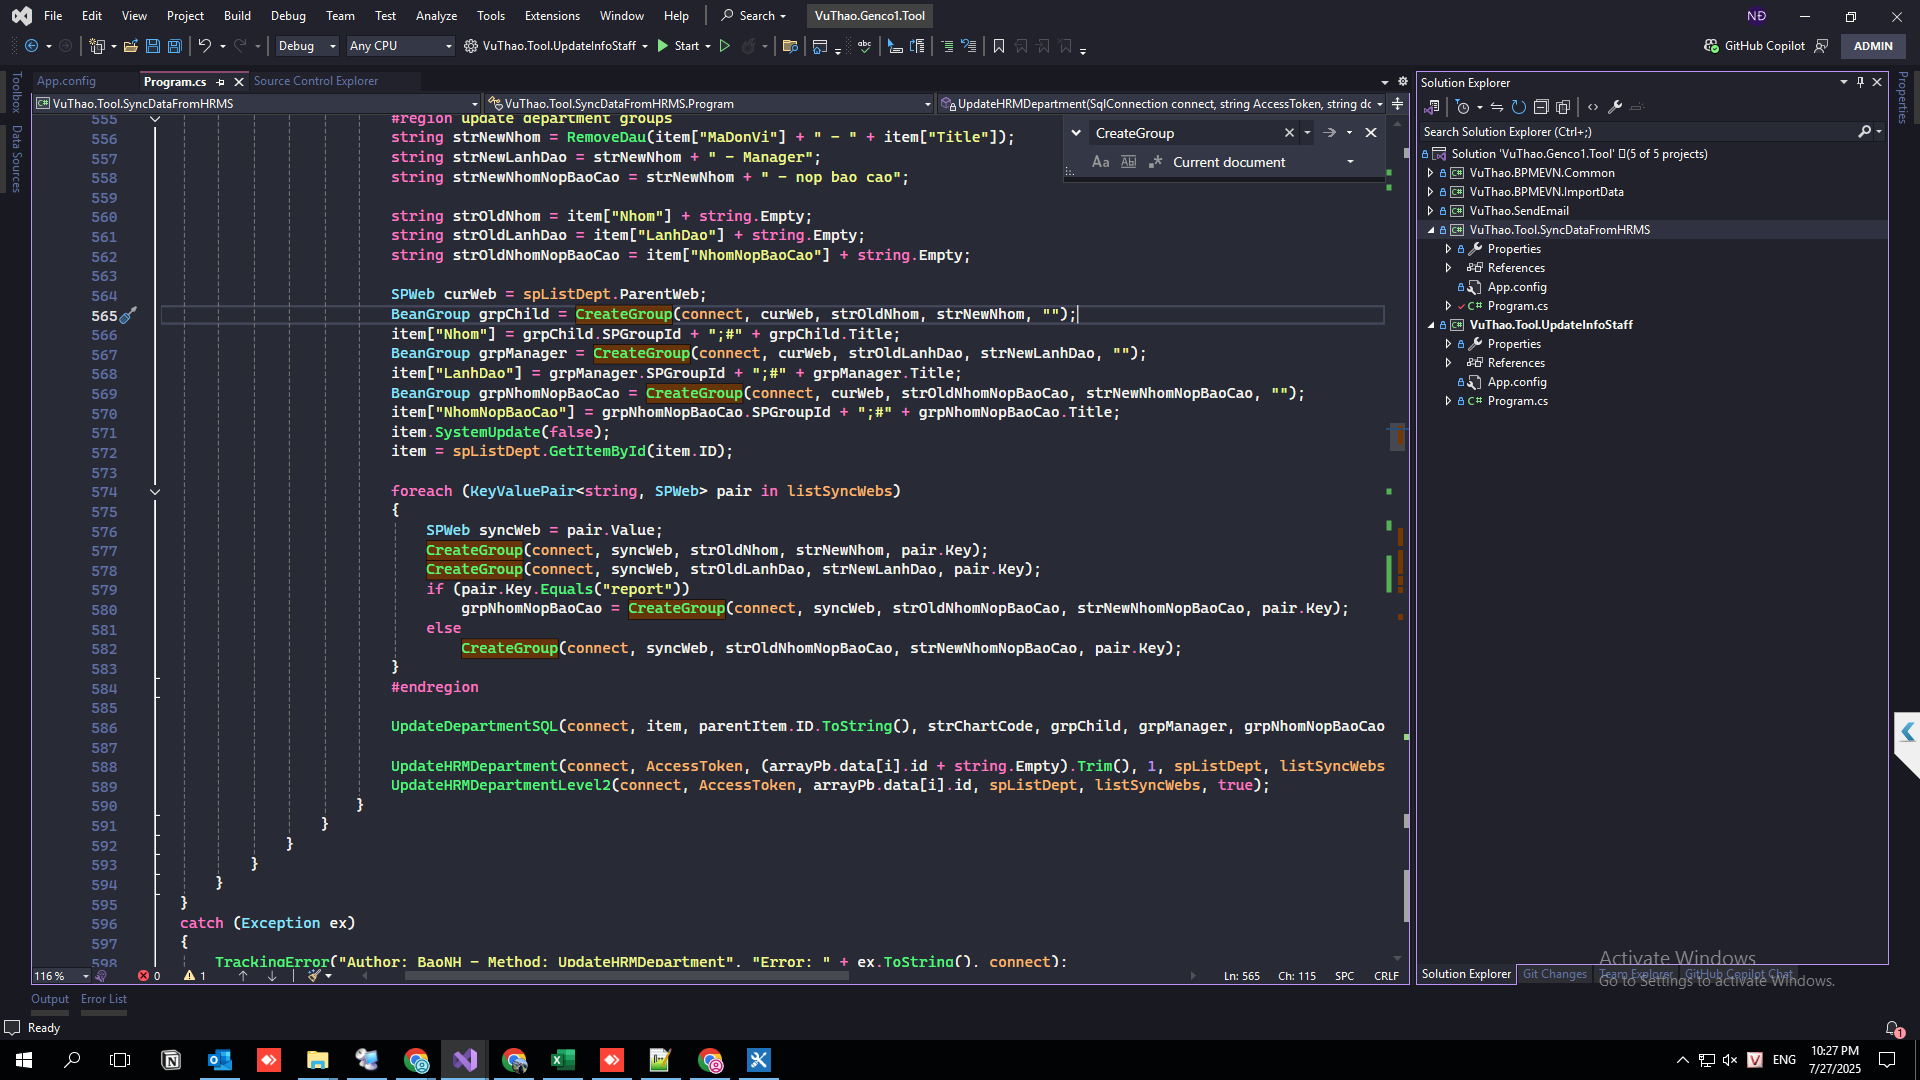 File Edit View Project Build Debug Team Test Analyze Tools Extensions Window Help Search VuThao.Genco1.Tool NĐ
Debug Any CPU VuThao.Tool.UpdateInfoStaff Start GitHub Copilot ADMIN
Toolbox
Data Sources
App.config Program.cs Source Control Explorer
VuThao.Tool.SyncDataFromHRMS VuThao.Tool.SyncDataFromHRMS.Program UpdateHRMDepartment(SqlConnection connect, string AccessToken, string dc
CreateGroup
Aa Ab .* Current document
555 #region update department groups
556 string strNewNhom = RemoveDau(item["MaDonVi"] + " - " + item["Title"]);
557 string strNewLanhDao = strNewNhom + " - Manager";
558 string strNewNhomNopBaoCao = strNewNhom + " - nop bao cao";
559
560 string strOldNhom = item["Nhom"] + string.Empty;
561 string strOldLanhDao = item["LanhDao"] + string.Empty;
562 string strOldNhomNopBaoCao = item["NhomNopBaoCao"] + string.Empty;
563
564 SPWeb curWeb = spListDept.ParentWeb;
565 BeanGroup grpChild = CreateGroup(connect, curWeb, strOldNhom, strNewNhom, "");
566 item["Nhom"] = grpChild.SPGroupId + ";#" + grpChild.Title;
567 BeanGroup grpManager = CreateGroup(connect, curWeb, strOldLanhDao, strNewLanhDao, "");
568 item["LanhDao"] = grpManager.SPGroupId + ";#" + grpManager.Title;
569 BeanGroup grpNhomNopBaoCao = CreateGroup(connect, curWeb, strOldNhomNopBaoCao, strNewNhomNopBaoCao, "");
570 item["NhomNopBaoCao"] = grpNhomNopBaoCao.SPGroupId + ";#" + grpNhomNopBaoCao.Title;
571 item.SystemUpdate(false);
572 item = spListDept.GetItemById(item.ID);
573
574 foreach (KeyValuePair<string, SPWeb> pair in listSyncWebs)
575 {
576 SPWeb syncWeb = pair.Value;
577 CreateGroup(connect, syncWeb, strOldNhom, strNewNhom, pair.Key);
578 CreateGroup(connect, syncWeb, strOldLanhDao, strNewLanhDao, pair.Key);
579 if (pair.Key.Equals("report"))
580 grpNhomNopBaoCao = CreateGroup(connect, syncWeb, strOldNhomNopBaoCao, strNewNhomNopBaoCao, pair.Key);
581 else
582 CreateGroup(connect, syncWeb, strOldNhomNopBaoCao, strNewNhomNopBaoCao, pair.Key);
583 }
584 #endregion
585
586 UpdateDepartmentSQL(connect, item, parentItem.ID.ToString(), strChartCode, grpChild, grpManager, grpNhomNopBaoCao
587
588 UpdateHRMDepartment(connect, AccessToken, (arrayPb.data[i].id + string.Empty).Trim(), 1, spListDept, listSyncWebs
589 UpdateHRMDepartmentLevel2(connect, AccessToken, arrayPb.data[i].id, spListDept, listSyncWebs, true);
590 }
591 }
592 }
593 }
594 }
595 }
596 catch (Exception ex)
597 {
598 TrackingError("Author: BaoNH - Method: UpdateHRMDepartment", "Error: " + ex.ToString(), connect);
116 % 0 1 Ln: 565 Ch: 115 SPC CRLF
Output Error List
Ready
Solution Explorer
Search Solution Explorer (Ctrl+;)
Solution 'VuThao.Genco1.Tool' (5 of 5 projects)
VuThao.BPMEVN.Common
VuThao.BPMEVN.ImportData
VuThao.SendEmail
VuThao.Tool.SyncDataFromHRMS
Properties
References
App.config
C# Program.cs
VuThao.Tool.UpdateInfoStaff
Properties
References
App.config
C# Program.cs
Properties
Solution Explorer Git Changes Team Explorer GitHub Copilot Chat
Activate Windows
Go to Settings to activate Windows.
1
V ENG 10:27 PM
7/27/2025